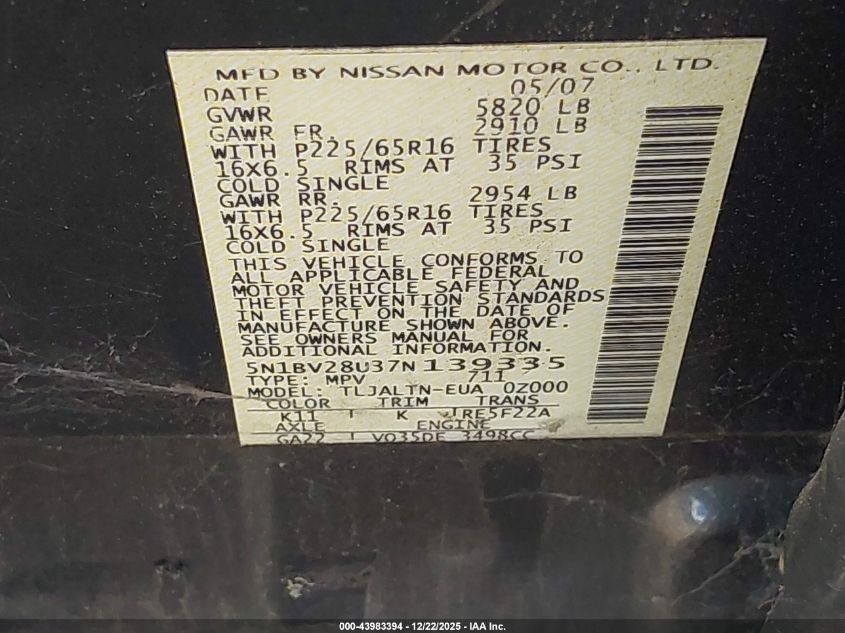 MFD BY NISSAN MOTOR CO., LTD.
DATE 05/07
GVWR 5820 LB
GAWR FR. 2910 LB
WITH P225/65R16 TIRES
16X6.5 RIMS AT 35 PSI
COLD SINGLE
GAWR RR. 2954 LB
WITH P225/65R16 TIRES
16X6.5 RIMS AT 35 PSI
COLD SINGLE
THIS VEHICLE CONFORMS TO
ALL APPLICABLE FEDERAL
MOTOR VEHICLE SAFETY AND
THEFT PREVENTION STANDARDS
IN EFFECT ON THE DATE OF
MANUFACTURE SHOWN ABOVE.
SEE OWNERS MANUAL FOR
ADDITIONAL INFORMATION.
5N1BV28U37N 139335
TYPE: MPV 711
MODEL: TLJALTN-EUA 0Z000
COLOR TRIM TRANS
K11 K RE5F22A
AXLE ENGINE
GA22 VQ35DE 3498CC
000-43983394 - 12/22/2025 - IAA Inc.